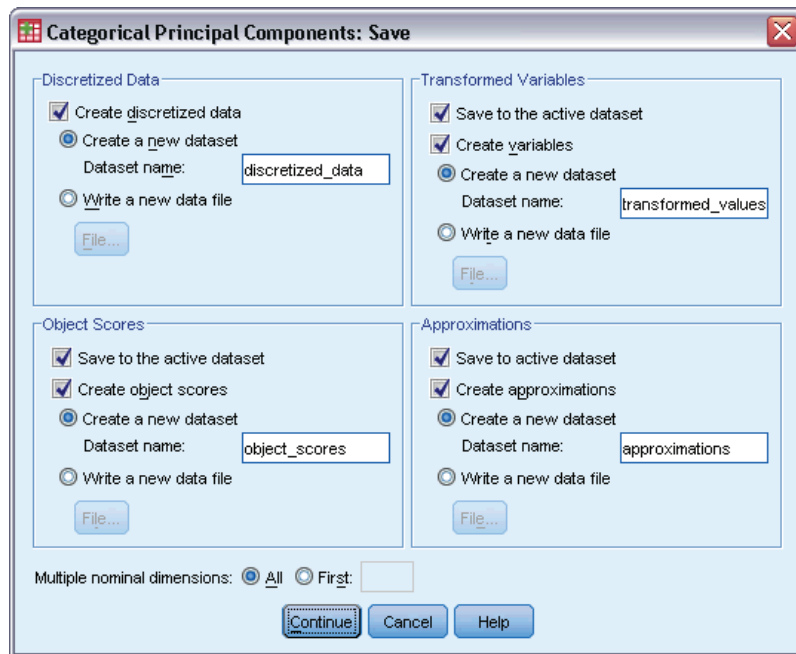 Categorical Principal Components: Save
Discretized Data
Create discretized data
Create a new dataset
Dataset name: discretized_data
Write a new data file
File...
Transformed Variables
Save to the active dataset
Create variables
Create a new dataset
Dataset name: transformed_values
Write a new data file
File...
Object Scores
Save to the active dataset
Create object scores
Create a new dataset
Dataset name: object_scores
Write a new data file
File...
Approximations
Save to active dataset
Create approximations
Create a new dataset
Dataset name: approximations
Write a new data file
File...
Multiple nominal dimensions: All First:
Continue Cancel Help